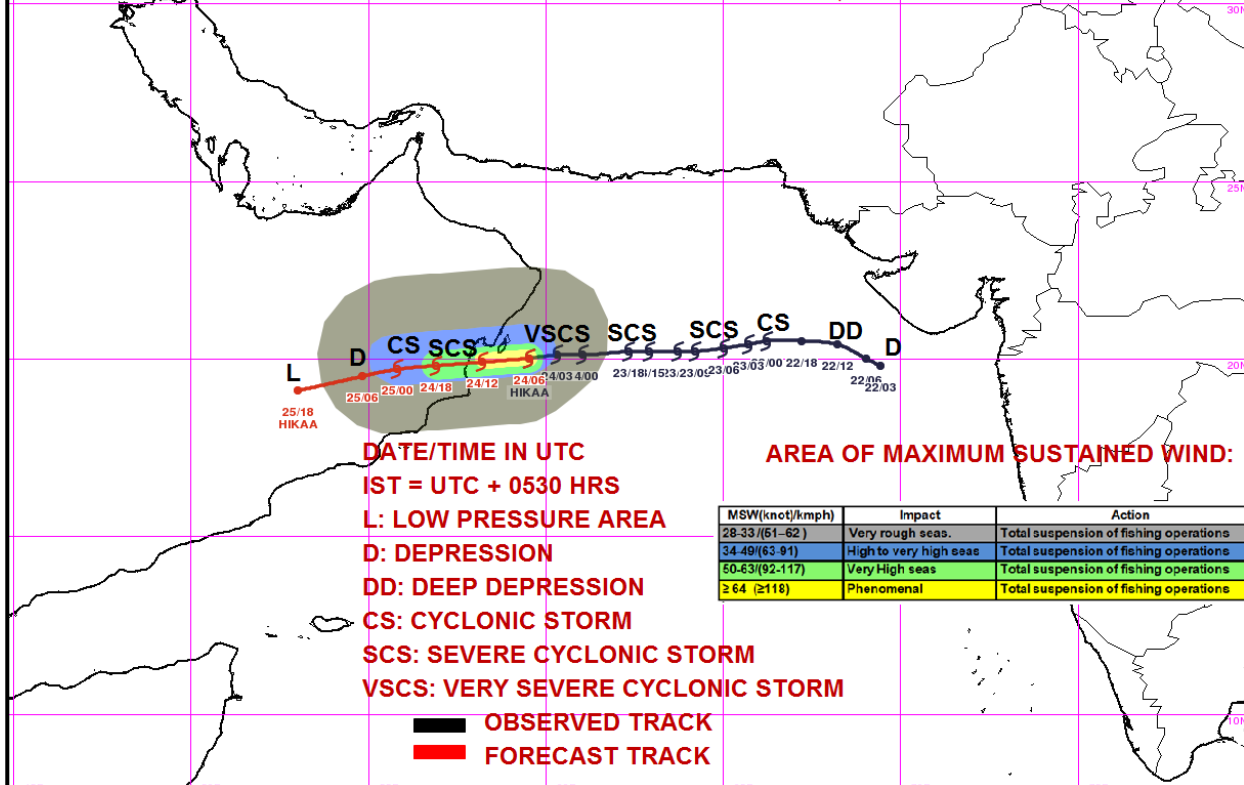 30N
25N
VSCS SCS SCS CS DD D
CS SCS
D
L
20N
24/03 23/18 23/09 23/06 22/18 22/12 22/06 22/03
25/18 25/06 25/00 24/18 24/12 24/06
HIKAA HIKAA
DATE/TIME IN UTC
AREA OF MAXIMUM SUSTAINED WIND:
IST = UTC + 0530 HRS
L: LOW PRESSURE AREA
D: DEPRESSION
DD: DEEP DEPRESSION
CS: CYCLONIC STORM
SCS: SEVERE CYCLONIC STORM
VSCS: VERY SEVERE CYCLONIC STORM
OBSERVED TRACK
FORECAST TRACK
MSW(knot)/kmph) Impact Action
28-33/(51–62 ) Very rough seas. Total suspension of fishing operations
34-49/(63-91) High to very high seas Total suspension of fishing operations
50-63/(92-117) Very High seas Total suspension of fishing operations
≥ 64 (≥118) Phenomenal Total suspension of fishing operations
10N